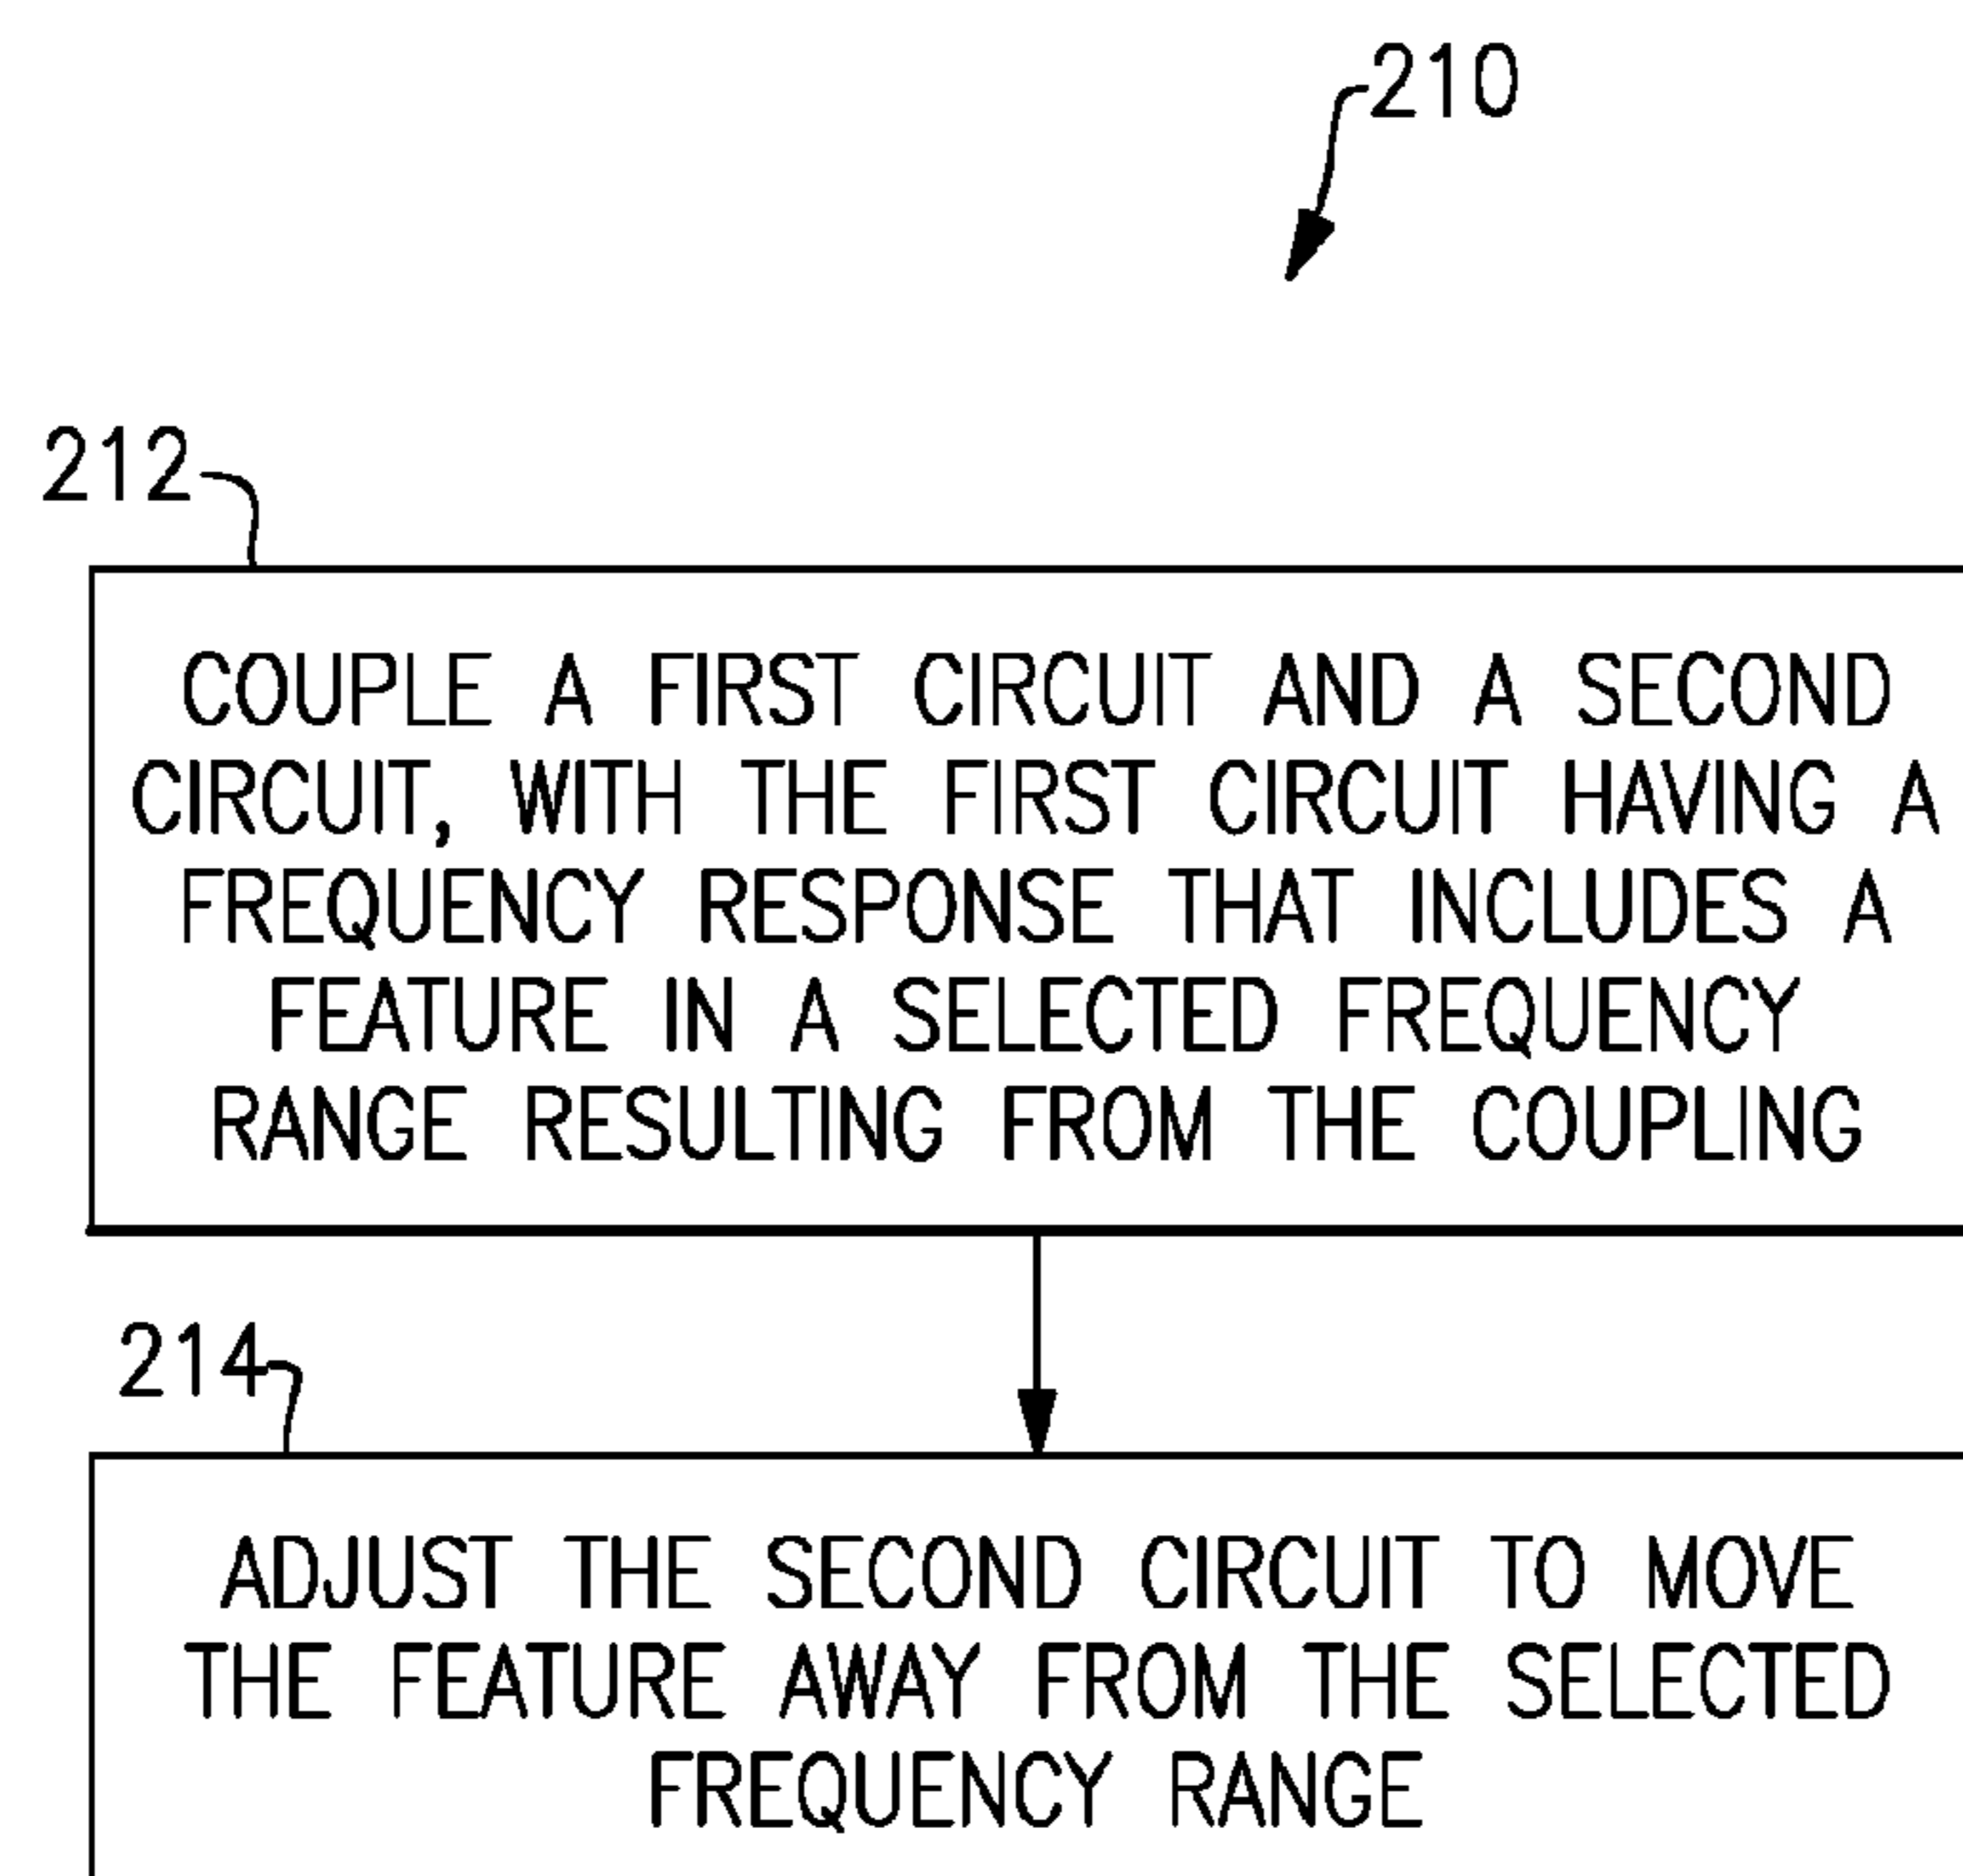 210
212
COUPLE A FIRST CIRCUIT AND A SECOND
CIRCUIT, WITH THE FIRST CIRCUIT HAVING A
FREQUENCY RESPONSE THAT INCLUDES A
FEATURE IN A SELECTED FREQUENCY
RANGE RESULTING FROM THE COUPLING
214
ADJUST THE SECOND CIRCUIT TO MOVE
THE FEATURE AWAY FROM THE SELECTED
FREQUENCY RANGE